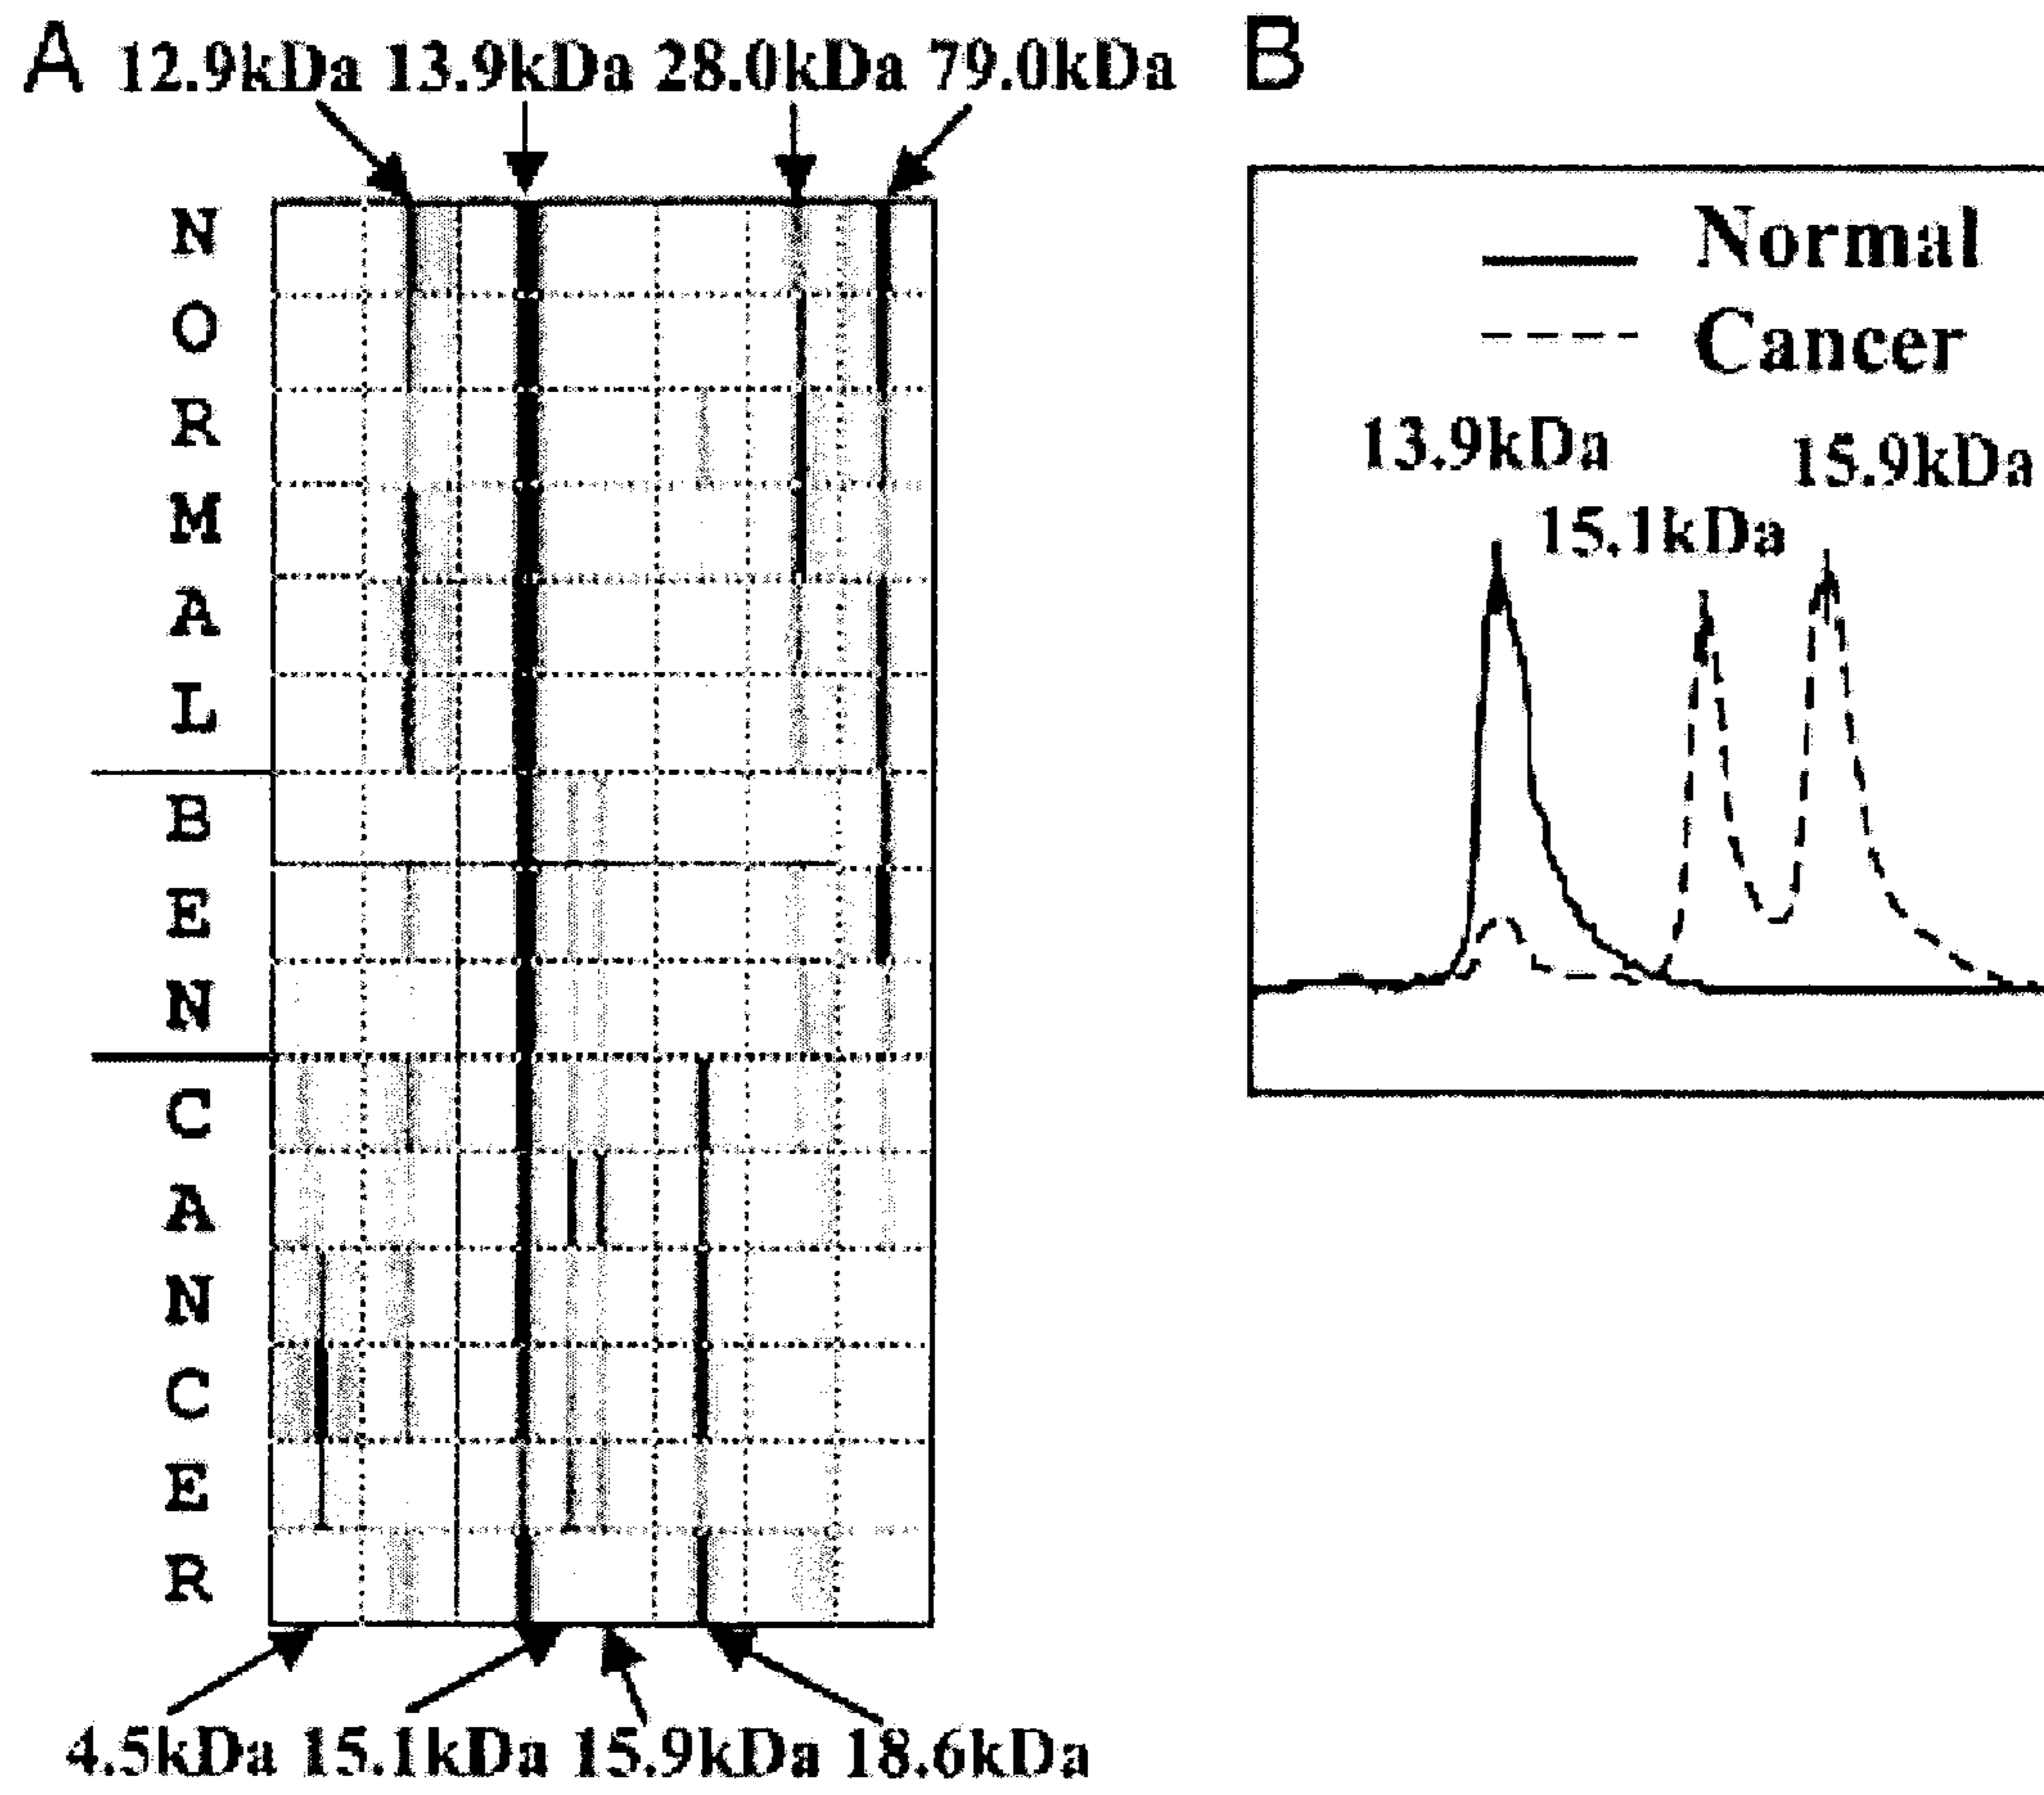 A 12.9kDa 13.9kDa 28.0kDa 79.0kDa
N
O
R
M
A
L
B
E
N
C
A
N
C
E
R
4.5kDa 15.1kDa 15.9kDa 18.6kDa
B
Normal
Cancer
13.9kDa
15.9kDa
15.1kDa